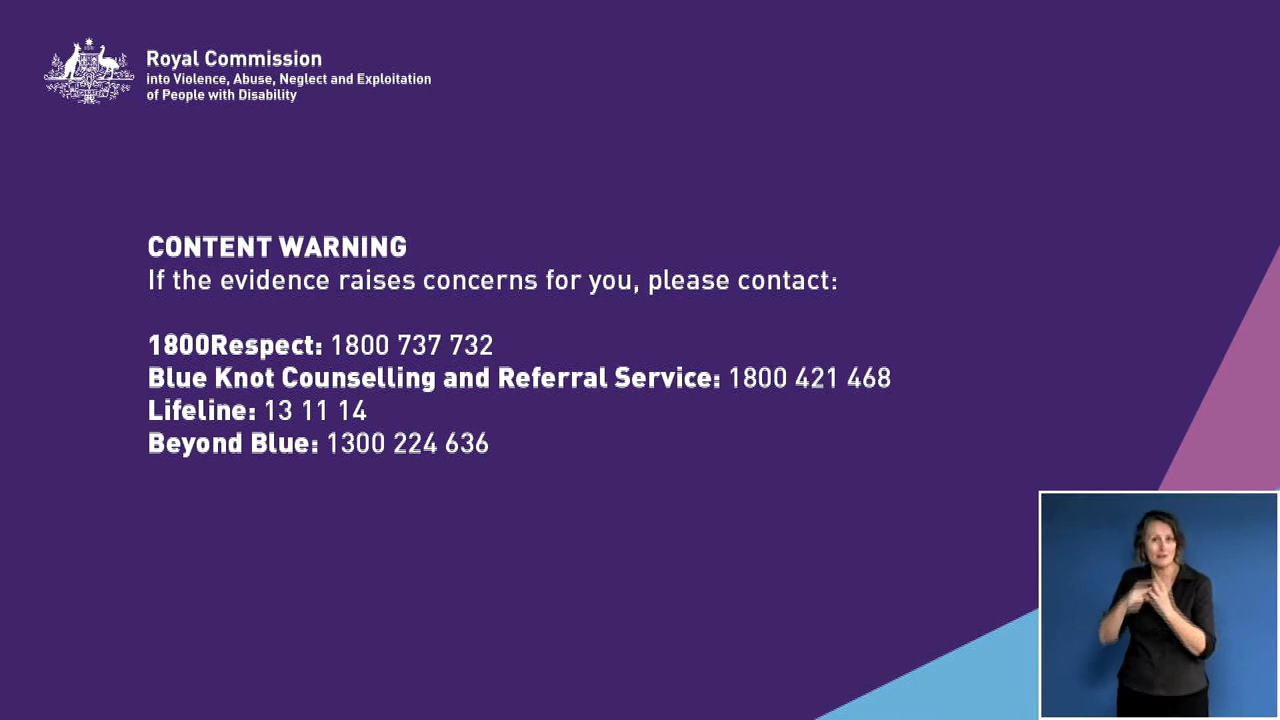 Royal Commission
into Violence, Abuse, Neglect and Exploitation
of People with Disability
CONTENT WARNING
If the evidence raises concerns for you, please contact:
1800Respect: 1800 737 732
Blue Knot Counselling and Referral Service: 1800 421 468
Lifeline: 13 11 14
Beyond Blue: 1300 224 636